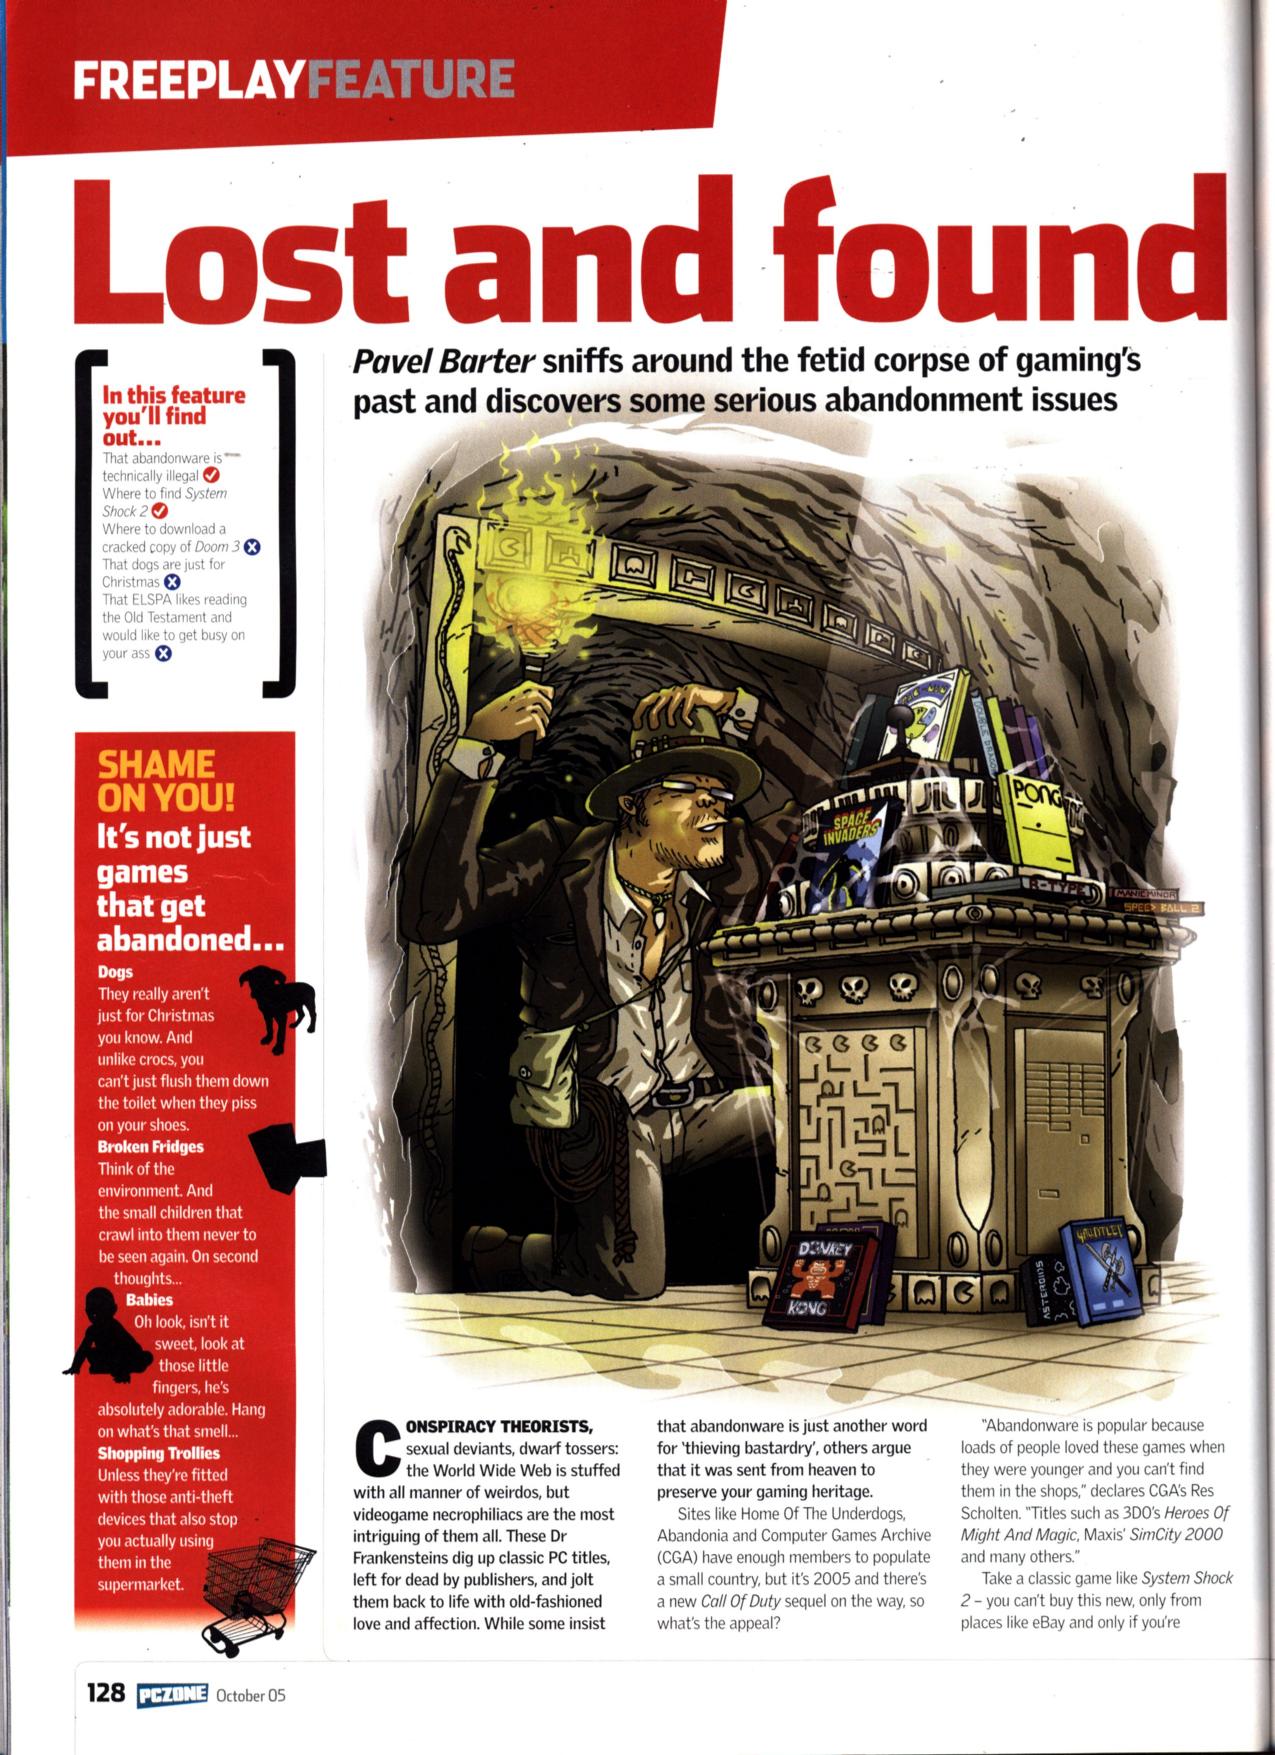 FREEPLAYFEATURE
Lost and found
Pavel Barter sniffs around the fetid corpse of gaming's
past and discovers some serious abandonment issues
In this feature
you'll find
out...
That abandonware is
technically illegal
Where to find System
Shock 2
Where to download a
cracked copy of Doom 3
That dogs are just for
Christmas
That ELSPA likes reading
the Old Testament and
would like to get busy on
your ass
SHAME
ON YOU!
It's not just
games
that get
abandoned...
Dogs
They really aren't
just for Christmas
you know. And
unlike crocs, you
can't just flush them down
the toilet when they piss
on your shoes.
Broken Fridges
Think of the
environment. And
the small children that
crawl into them never to
be seen again. On second
thoughts...
Babies
Oh look, isn't it
sweet, look at
those little
fingers, he's
absolutely adorable. Hang
on what's that smell...
Shopping Trollies
Unless they're fitted
with those anti-theft
devices that also stop
you actually using
them in the
supermarket.
DOUBLE DRAGON
PONG
SPACE
INVADERS
R-TYPE
MANIC MINOR
SPEED BALL 2
DONKEY
KONG
ASTEROIDS
GAUNTLET
CONSPIRACY THEORISTS,
sexual deviants, dwarf tossers:
the World Wide Web is stuffed
with all manner of weirdos, but
videogame necrophiliacs are the most
intriguing of them all. These Dr
Frankensteins dig up classic PC titles,
left for dead by publishers, and jolt
them back to life with old-fashioned
love and affection. While some insist
that abandonware is just another word
for 'thieving bastardry', others argue
that it was sent from heaven to
preserve your gaming heritage.
Sites like Home Of The Underdogs,
Abandonia and Computer Games Archive
(CGA) have enough members to populate
a small country, but it's 2005 and there's
a new Call Of Duty sequel on the way, so
what's the appeal?
"Abandonware is popular because
loads of people loved these games when
they were younger and you can't find
them in the shops," declares CGA's Res
Scholten. "Titles such as 3DO's Heroes Of
Might And Magic, Maxis' SimCity 2000
and many others."
Take a classic game like System Shock
2 – you can't buy this new, only from
places like eBay and only if you're
128 PCZONE October 05